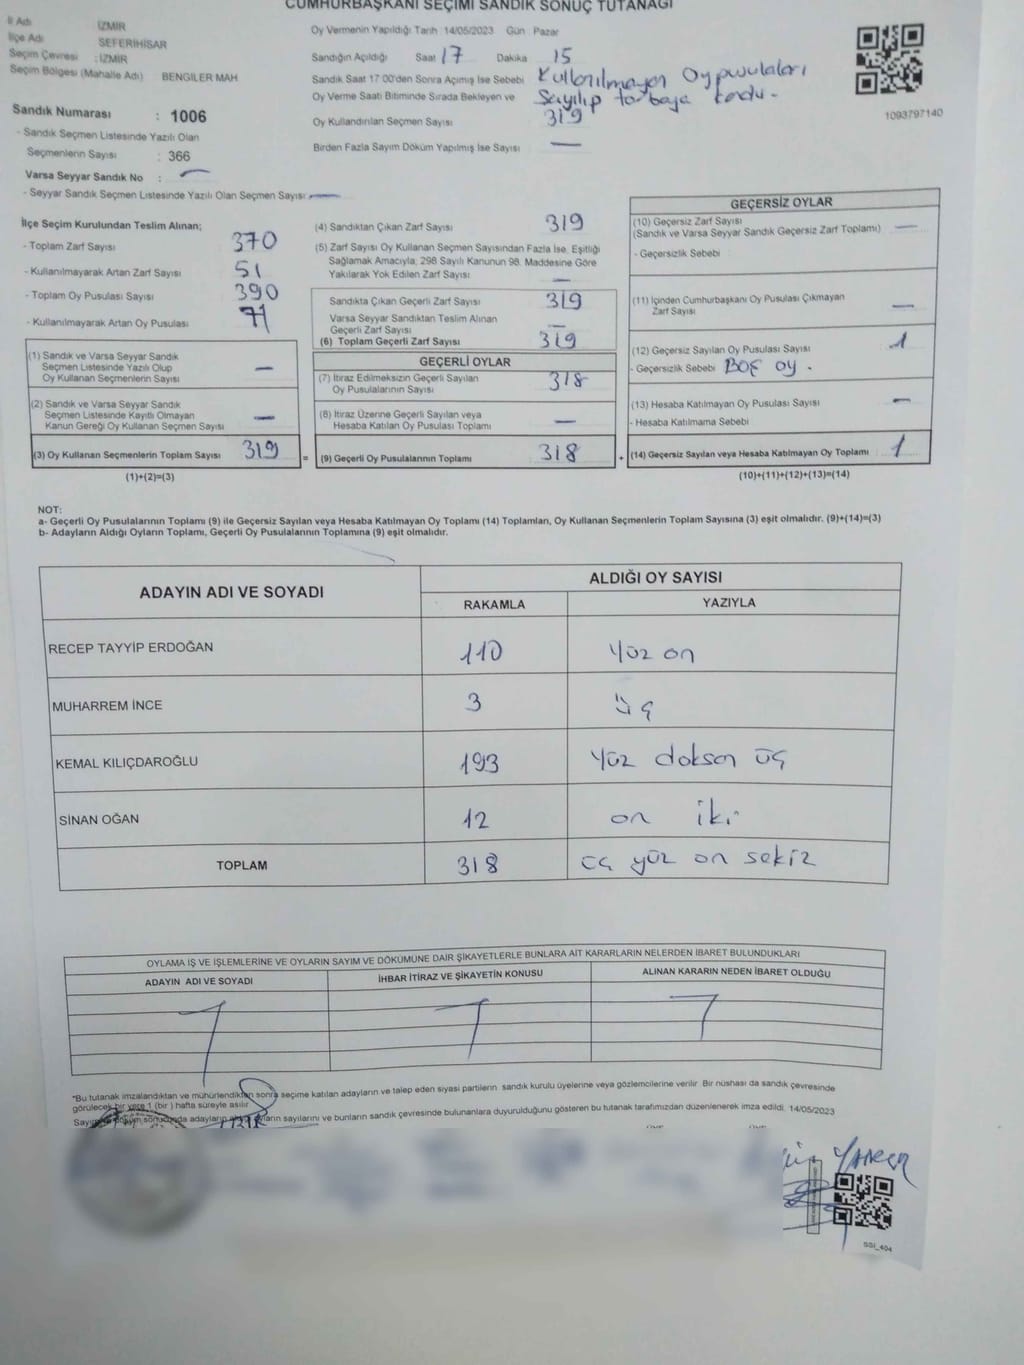 CUMHURBAŞKANI SEÇİMİ SANDIK SONUÇ TUTANAĞI
İl Adı : İZMİR
İlçe Adı SEFERİHİSAR
Seçim Çevresi : İZMİR
Seçim Bölgesi (Mahalle Adı) BENGİLER MAH
Sandık Numarası : 1006
- Sandık Seçmen Listesinde Yazılı Olan
Seçmenlerin Sayısı : 366
Varsa Seyyar Sandık No : —
- Seyyar Sandık Seçmen Listesinde Yazılı Olan Seçmen Sayısı: —
Oy Vermenin Yapıldığı Tarih 14/05/2023 Gün Pazar
Sandığın Açıldığı Saat 17 Dakika 15
Sandık Saat 17:00'den Sonra Açımış İse Sebebi Kullanılmayan Oy pusulaları
Oy Verme Saati Bitiminde Sırada Bekleyen ve Sayılıp torbaya kondu.
Oy Kullandırılan Seçmen Sayısı 319
Birden Fazla Sayım Döküm Yapılmış İse Sayısı —
1093797140
İlçe Seçim Kurulundan Teslim Alınan;
- Toplam Zarf Sayısı 370
- Kullanılmayarak Artan Zarf Sayısı 51
- Toplam Oy Pusulası Sayısı 390
- Kullanılmayarak Artan Oy Pusulası 71
(1) Sandık ve Varsa Seyyar Sandık
Seçmen Listesinde Yazılı Olup
Oy Kullanan Seçmenlerin Sayısı —
(2) Sandık ve Varsa Seyyar Sandık
Seçmen Listesinde Kayıtlı Olmayan
Kanun Gereği Oy Kullanan Seçmen Sayısı —
(3) Oy Kullanan Seçmenlerin Toplam Sayısı 319
(1)+(2)=(3)
(4) Sandıktan Çıkan Zarf Sayısı 319
(5) Zarf Sayısı Oy Kullanan Seçmen Sayısından Fazla İse, Eşitliği
Sağlamak Amacıyla; 298 Sayılı Kanunun 98. Maddesine Göre
Yakılarak Yok Edilen Zarf Sayısı: —
Sandıkta Çıkan Geçerli Zarf Sayısı 319
Varsa Seyyar Sandıktan Teslim Alınan
Geçerli Zarf Sayısı —
(6) Toplam Geçerli Zarf Sayısı 319
GEÇERLİ OYLAR
(7) İtiraz Edilmeksizin Geçerli Sayılan
Oy Pusulalarının Sayısı 318
(8) İtiraz Üzerine Geçerli Sayılan veya
Hesaba Katılan Oy Pusulası Toplamı —
= (9) Geçerli Oy Pusulalarının Toplamı 318
GEÇERSİZ OYLAR
(10) Geçersiz Zarf Sayısı
(Sandık ve Varsa Seyyar Sandık Geçersiz Zarf Toplamı) —
- Geçersizlik Sebebi
(11) İçinden Cumhurbaşkanı Oy Pusulası Çıkmayan
Zarf Sayısı —
(12) Geçersiz Sayılan Oy Pusulası Sayısı 1
- Geçersizlik Sebebi BOŞ OY.
(13) Hesaba Katılmayan Oy Pusulası Sayısı —
- Hesaba Katılmama Sebebi
+ (14) Geçersiz Sayılan veya Hesaba Katılmayan Oy Toplamı 1
(10)+(11)+(12)+(13)=(14)
NOT:
a- Geçerli Oy Pusulalarının Toplamı (9) ile Geçersiz Sayılan veya Hesaba Katılmayan Oy Toplamı (14) Toplamları, Oy Kullanan Seçmenlerin Toplam Sayısına (3) eşit olmalıdır. (9)+(14)=(3)
b- Adayların Aldığı Oyların Toplamı, Geçerli Oy Pusulalarının Toplamına (9) eşit olmalıdır.
ADAYIN ADI VE SOYADI ALDIĞI OY SAYISI
RAKAMLA YAZIYLA
RECEP TAYYİP ERDOĞAN 110 Yüz on
MUHARREM İNCE 3 Üç
KEMAL KILIÇDAROĞLU 193 Yüz doksan üç
SİNAN OĞAN 12 on iki
TOPLAM 318 üç yüz on sekiz
OYLAMA İŞ VE İŞLEMLERİNE VE OYLARIN SAYIM VE DÖKÜMÜNE DAİR ŞİKAYETLERLE BUNLARA AİT KARARLARIN NELERDEN İBARET BULUNDUKLARI
ADAYIN ADI VE SOYADI İHBAR İTİRAZ VE ŞİKAYETİN KONUSU ALINAN KARARIN NEDEN İBARET OLDUĞU
*Bu tutanak imzalandıktan ve mühürlendikten sonra seçime katılan adayların ve talep eden siyasi partilerin sandık kurulu üyelerine veya gözlemcilerine verilir. Bir nüshası da sandık çevresinde
görülecek bir yere 1 (bir ) hafta süreyle asılır.
Sayım ve döküm sonucunda adayların oyların sayılarını ve bunların sandık çevresinde bulunanlara duyurulduğunu gösteren bu tutanak tarafımızdan düzenlenerek imza edildi. 14/05/2023
SSI_404